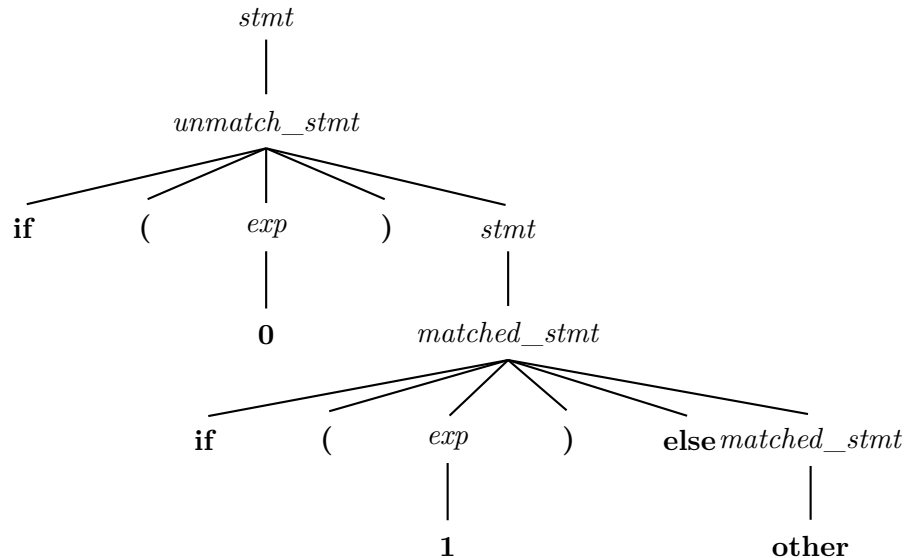 stmt
unmatch_stmt
if ( exp ) stmt
0 matched_stmt
if ( exp ) else matched_stmt
1 other